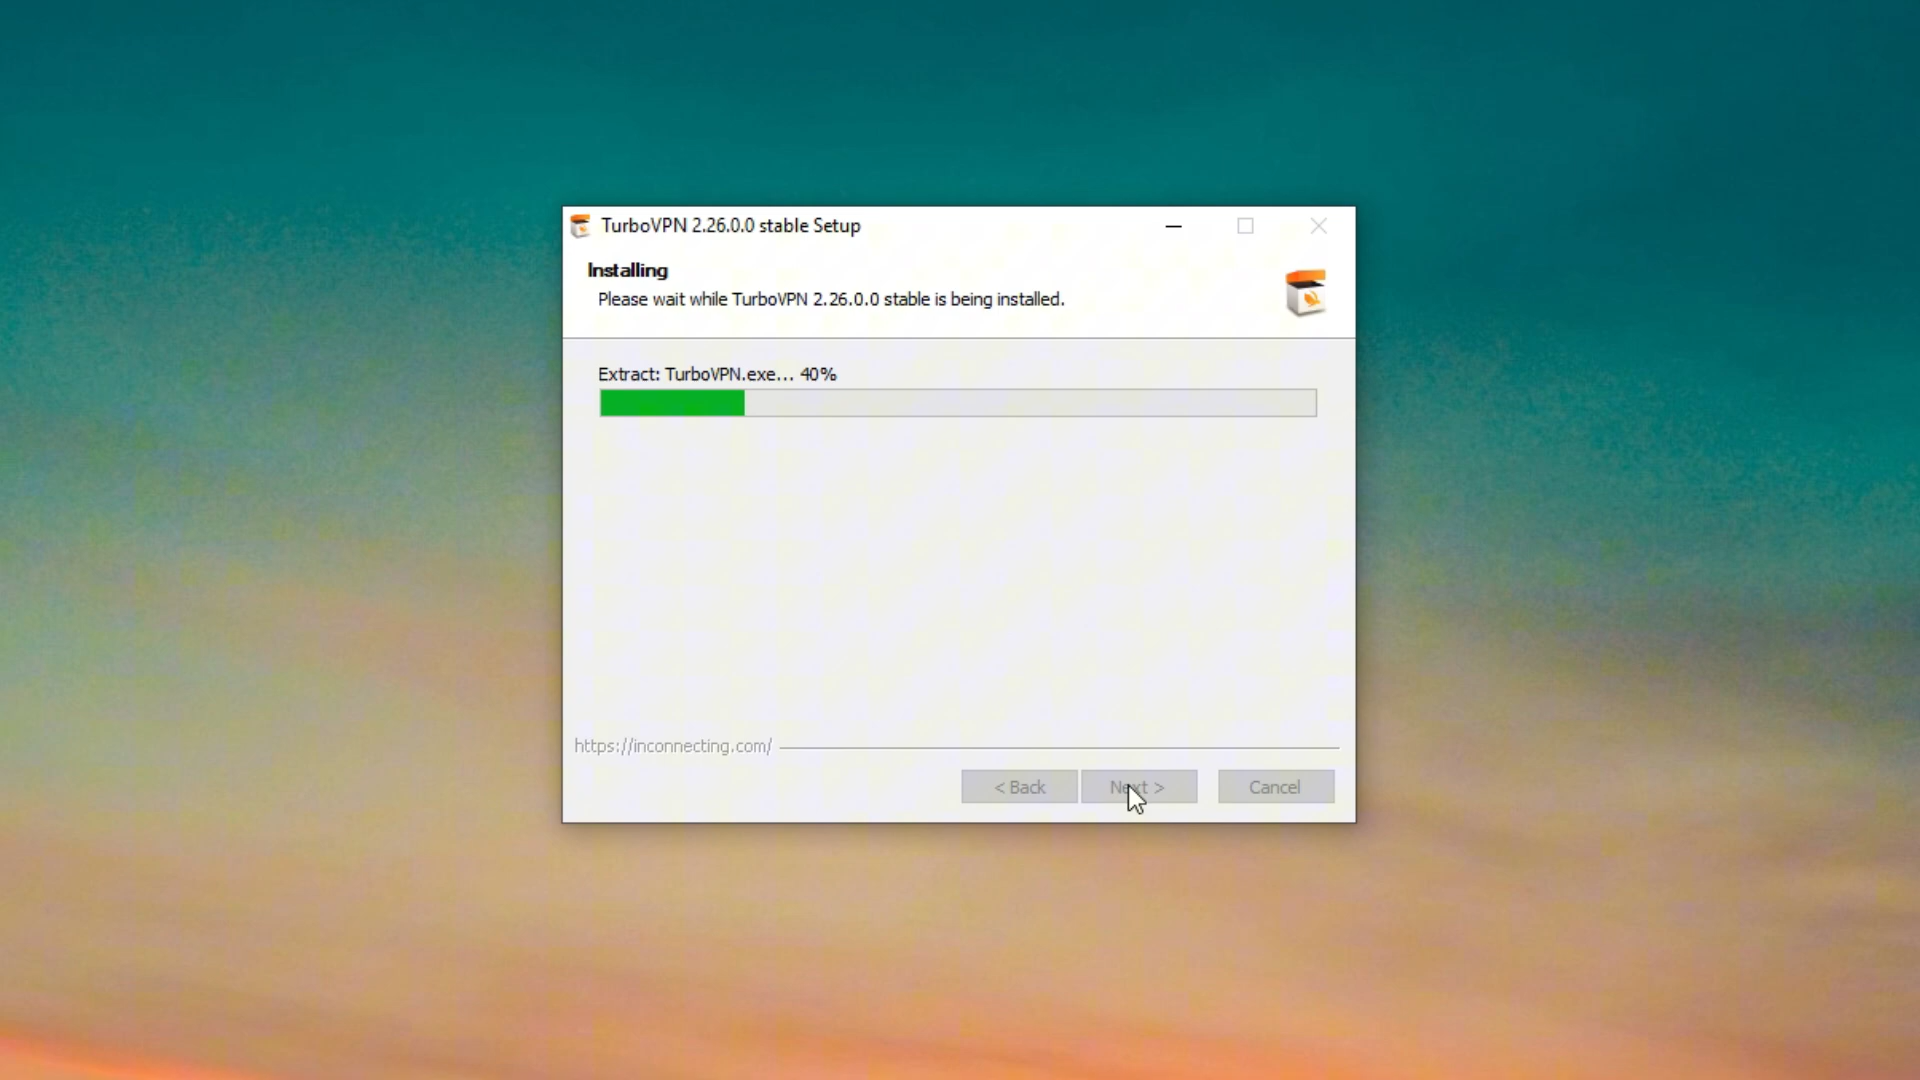 TurboVPN 2.26.0.0 stable Setup
Installing
Please wait while TurboVPN 2.26.0.0 stable is being installed.
Extract: TurboVPN.exe... 40%
https://inconnecting.com/
< Back
Next >
Cancel